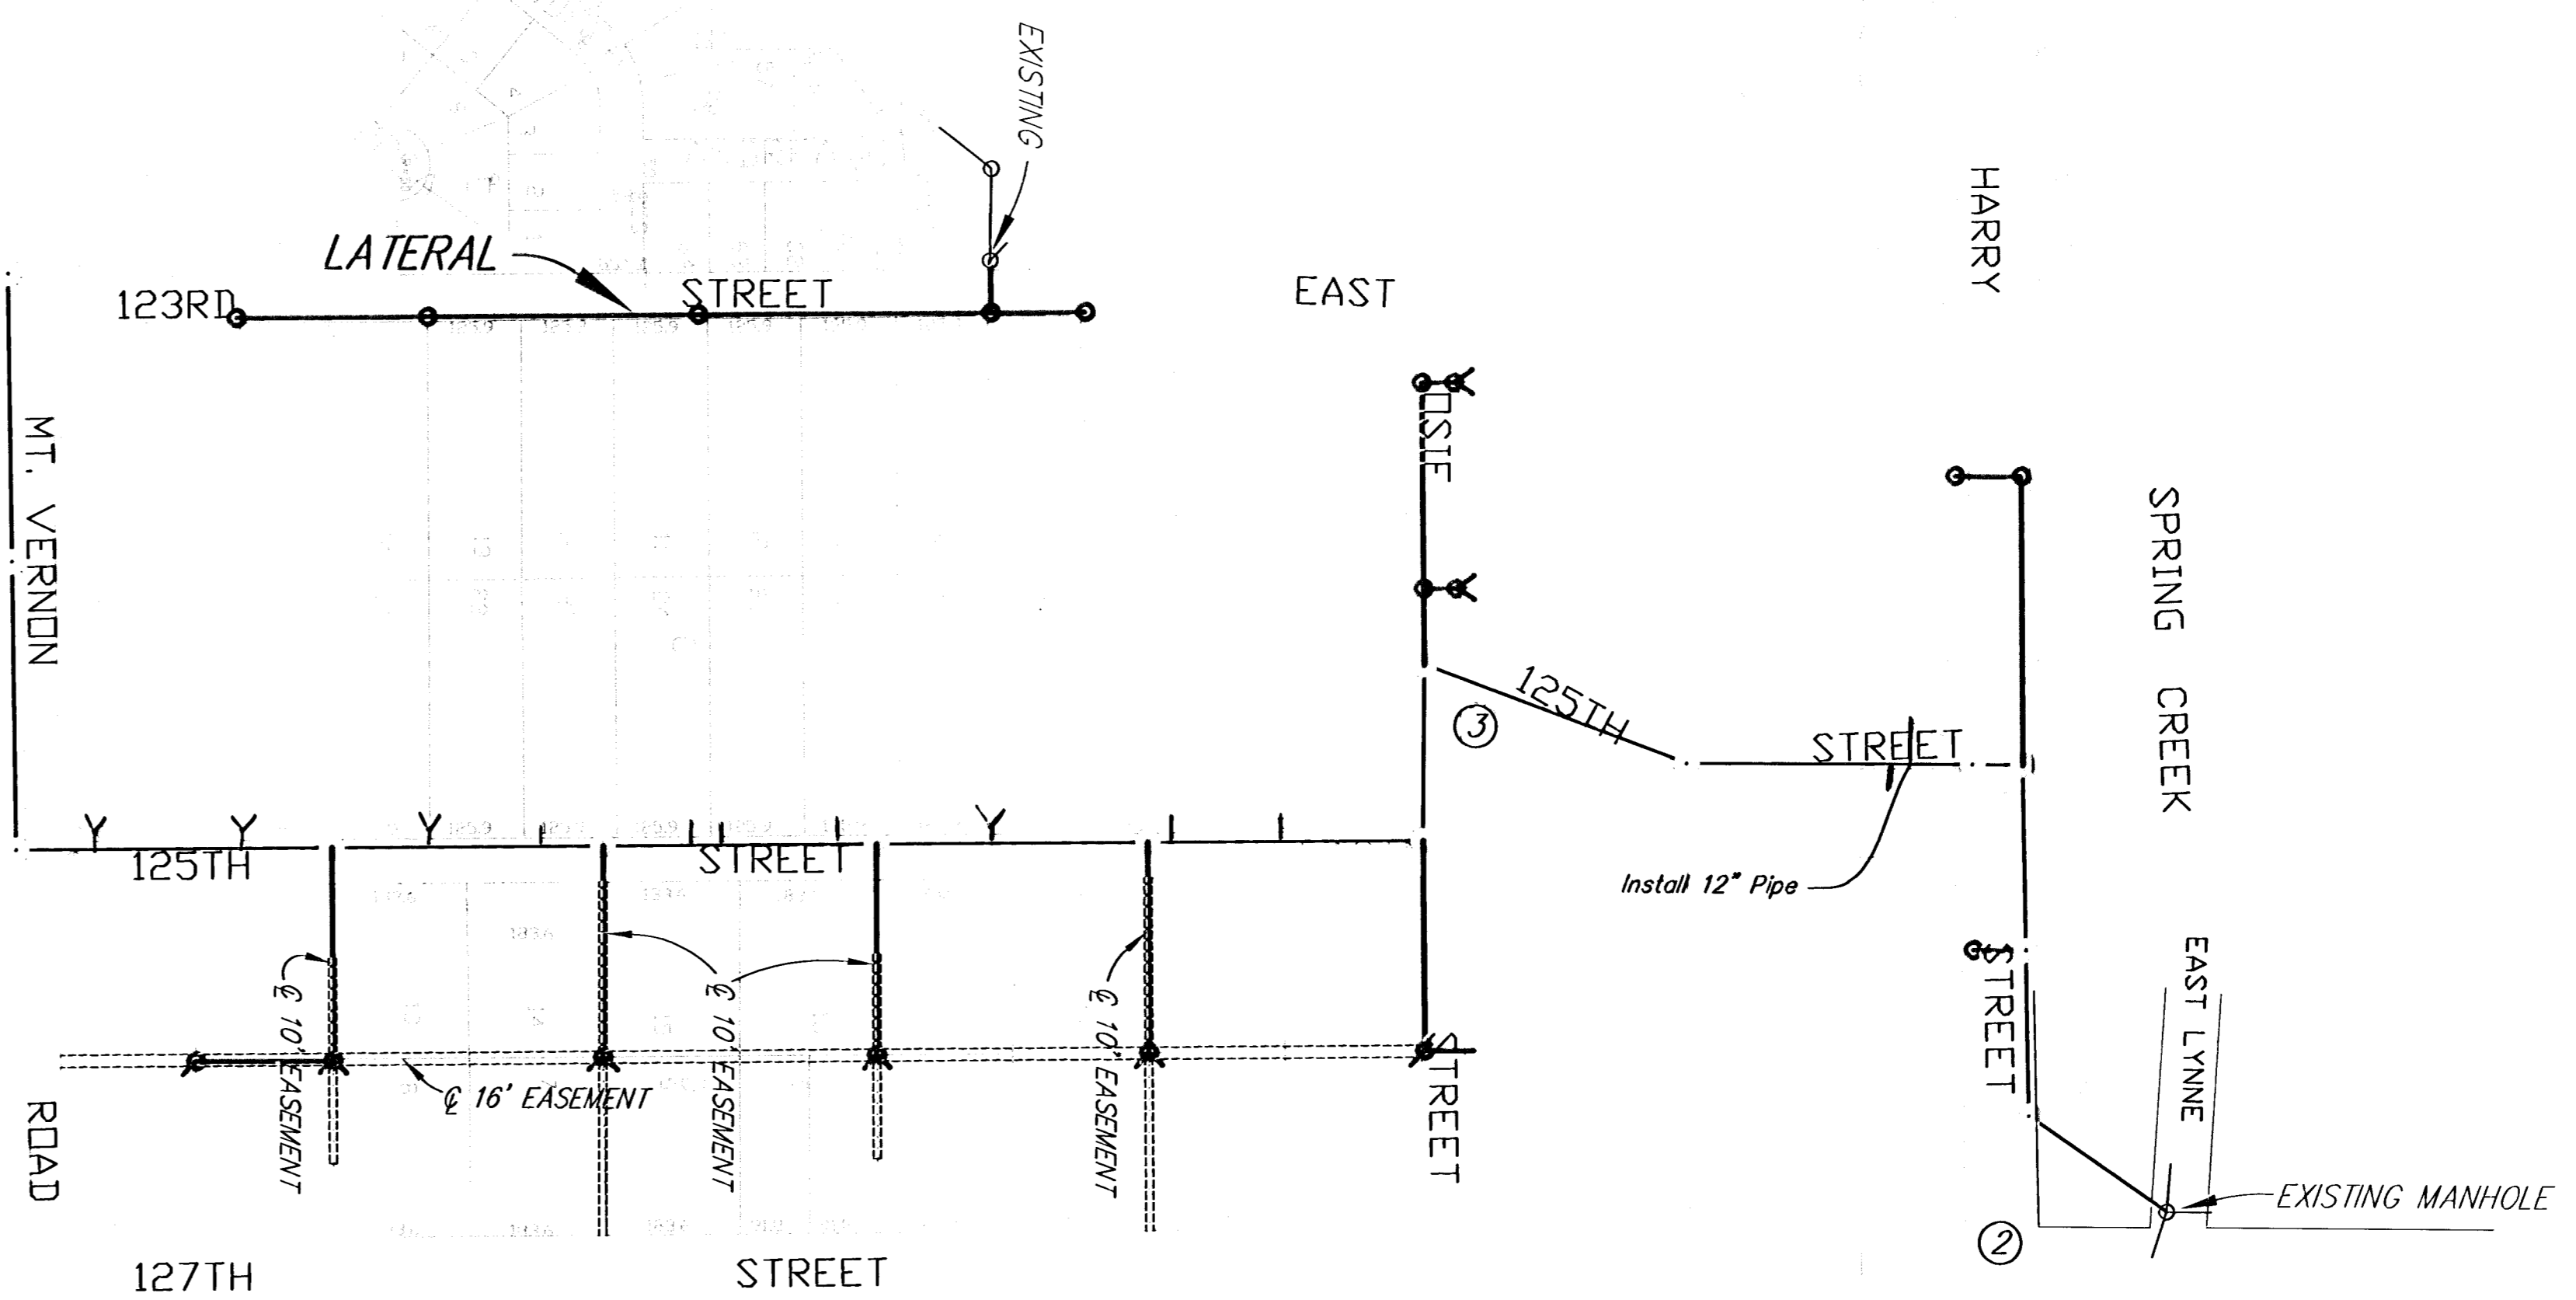 EXISTING
HARRY
LATERAL
123RD STREET EAST
OSIE
MT. VERNON
SPRING CREEK
125TH STREET
3
125TH STREET
Install 12" Pipe
STREET
EAST LYNNE
℄ 10' EASEMENT
℄ 10' EASEMENT
℄ 10' EASEMENT
℄ 16' EASEMENT
STREET
ROAD
EXISTING MANHOLE
2
127TH STREET